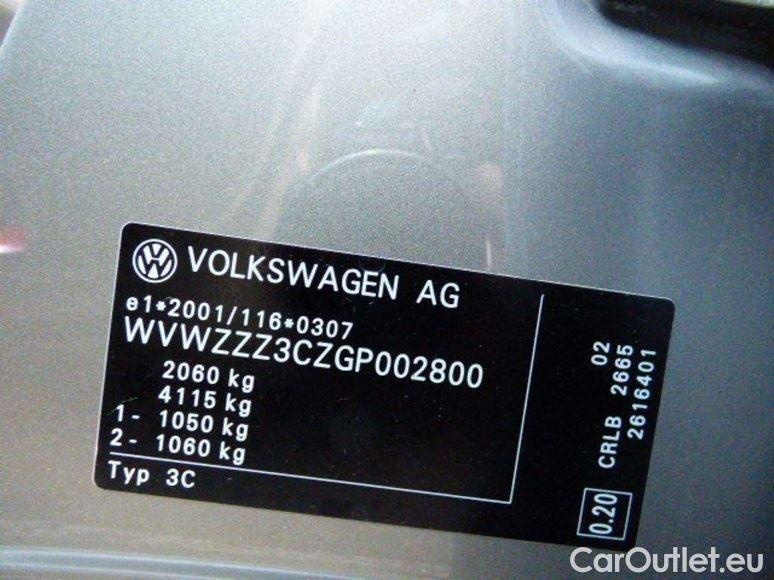 VOLKSWAGEN AG
e1*2001/116*0307
WVWZZZ3CZGP002800
2060 kg
4115 kg
1- 1050 kg
2- 1060 kg
Typ 3C
02
CRLB 2665
2616401
0.20
CarOutlet.eu